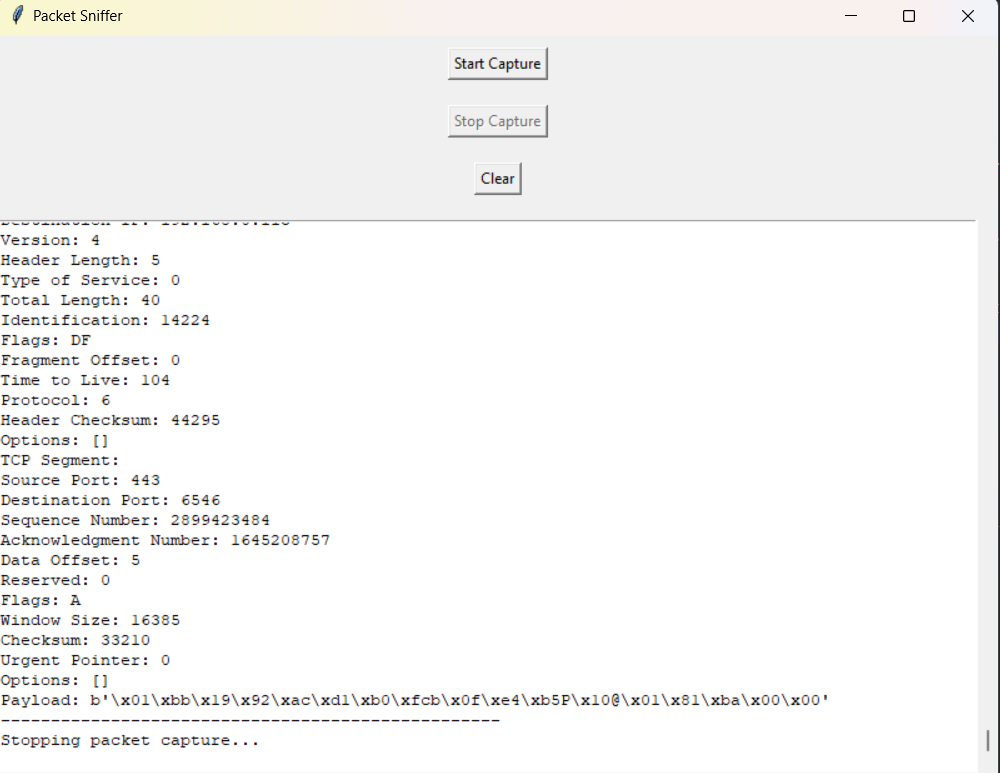 Packet Sniffer
Start Capture
Stop Capture
Clear
Version: 4
Header Length: 5
Type of Service: 0
Total Length: 40
Identification: 14224
Flags: DF
Fragment Offset: 0
Time to Live: 104
Protocol: 6
Header Checksum: 44295
Options: []
TCP Segment:
Source Port: 443
Destination Port: 6546
Sequence Number: 2899423484
Acknowledgment Number: 1645208757
Data Offset: 5
Reserved: 0
Flags: A
Window Size: 16385
Checksum: 33210
Urgent Pointer: 0
Options: []
Payload: b'\x01\xbb\x19\x92\xac\xd1\xb0\xfcb\x0f\xe4\xb5P\x10@\x01\x81\xba\x00\x00'
--------------------------------------------------
Stopping packet capture...